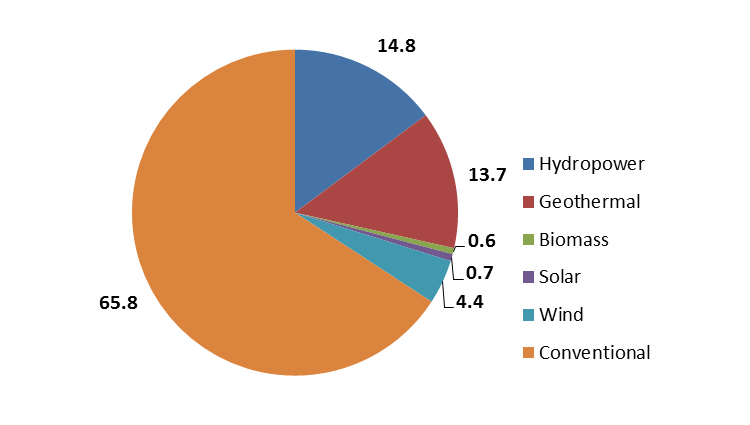 14.8
13.7
0.6
0.7
4.4
65.8
Hydropower
Geothermal
Biomass
Solar
Wind
Conventional